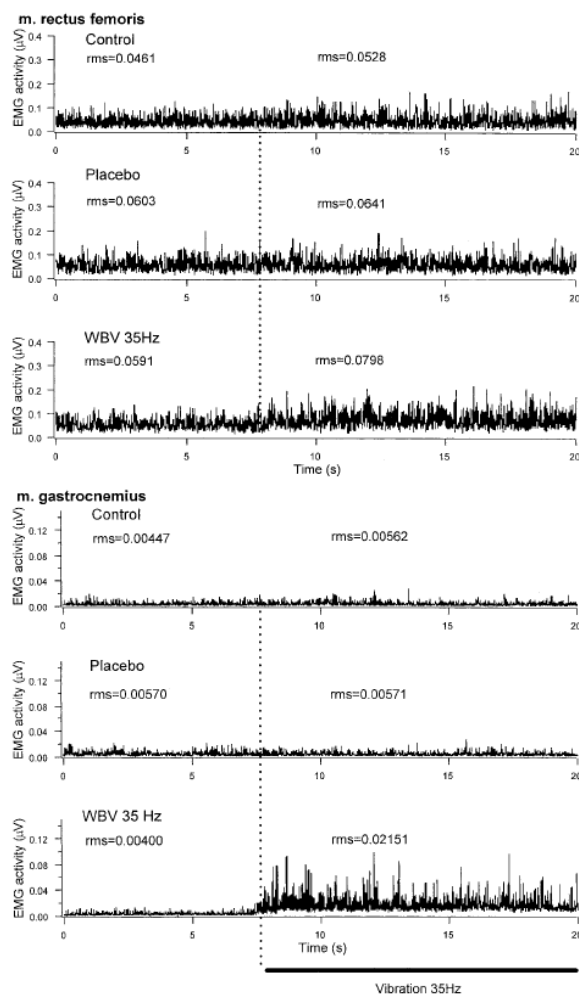 m. rectus femoris
Control
rms=0.0461 rms=0.0528
EMG activity (μV)
0.4
0.3
0.2
0.1
0.0
0 5 10 15 20
Placebo
rms=0.0603 rms=0.0641
EMG activity (μV)
0.4
0.3
0.2
0.1
0.0
0 5 10 15 20
WBV 35Hz
rms=0.0591 rms=0.0798
EMG activity (μV)
0.4
0.3
0.2
0.1
0.0
0 5 10 15 20
Time (s)
m. gastrocnemius
Control
rms=0.00447 rms=0.00562
EMG activity (μV)
0.12
0.08
0.04
0.00
0 5 10 15 20
Placebo
rms=0.00570 rms=0.00571
EMG activity (μV)
0.12
0.08
0.04
0.00
0 5 10 15 20
WBV 35 Hz
rms=0.00400 rms=0.02151
EMG activity (μV)
0.12
0.08
0.04
0.00
0 5 10 15 20
Time (s)
Vibration 35Hz